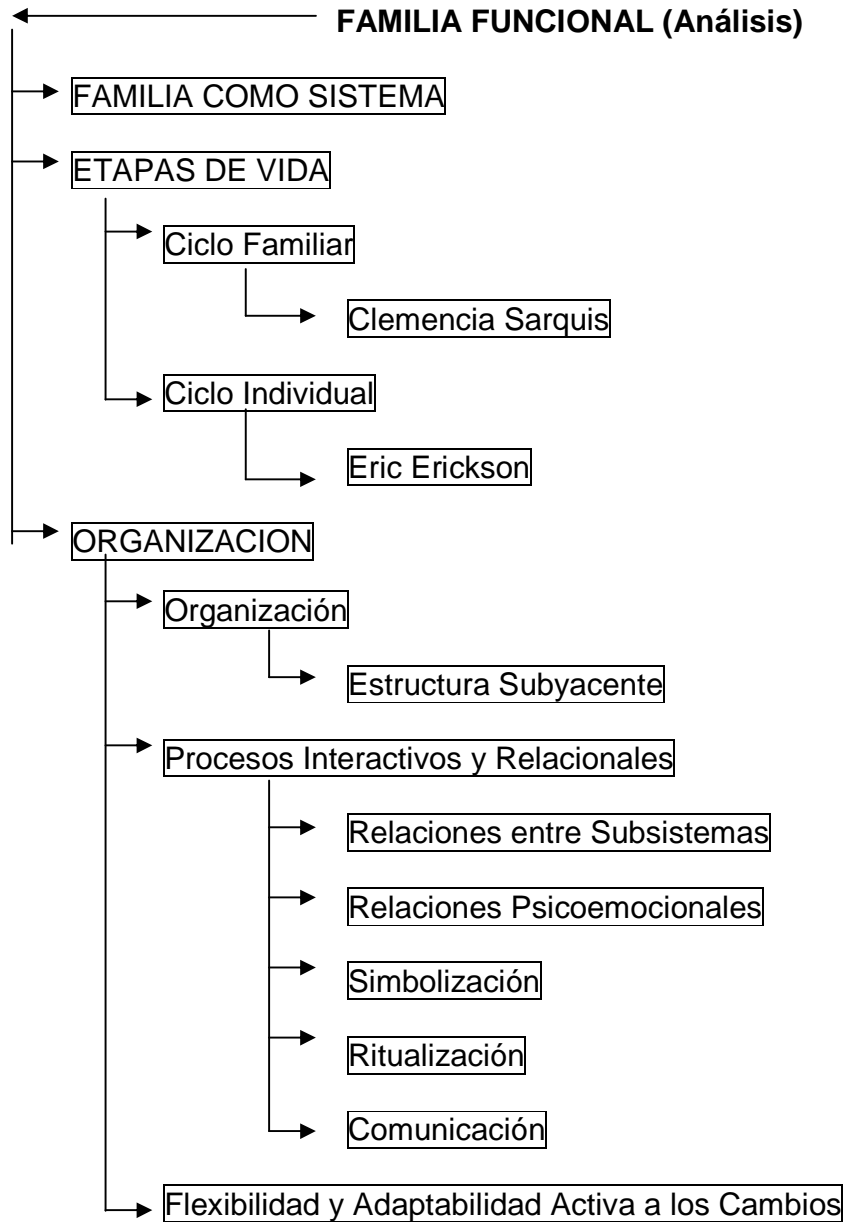 FAMILIA FUNCIONAL (Análisis)
FAMILIA COMO SISTEMA
ETAPAS DE VIDA
Ciclo Familiar
Clemencia Sarquis
Ciclo Individual
Eric Erickson
ORGANIZACION
Organización
Estructura Subyacente
Procesos Interactivos y Relacionales
Relaciones entre Subsistemas
Relaciones Psicoemocionales
Simbolización
Ritualización
Comunicación
Flexibilidad y Adaptabilidad Activa a los Cambios